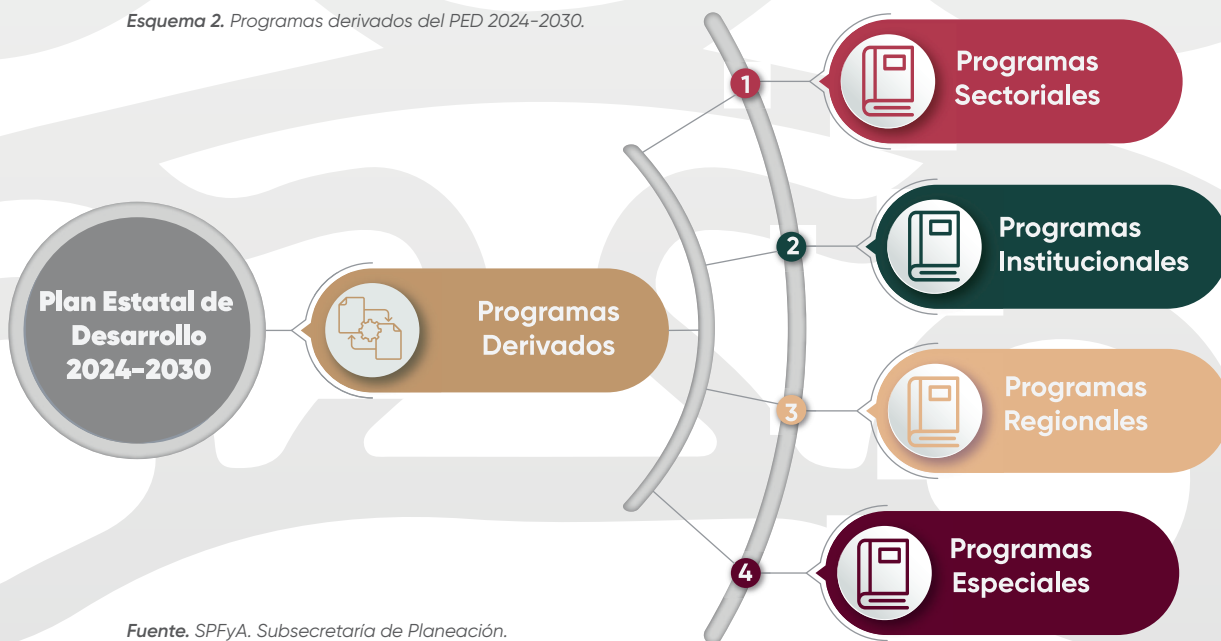 Esquema 2. Programas derivados del PED 2024-2030.
Plan Estatal de
Desarrollo
2024-2030
Programas
Derivados
1
Programas
Sectoriales
2
Programas
Institucionales
3
Programas
Regionales
4
Programas
Especiales
Fuente. SPFyA. Subsecretaría de Planeación.